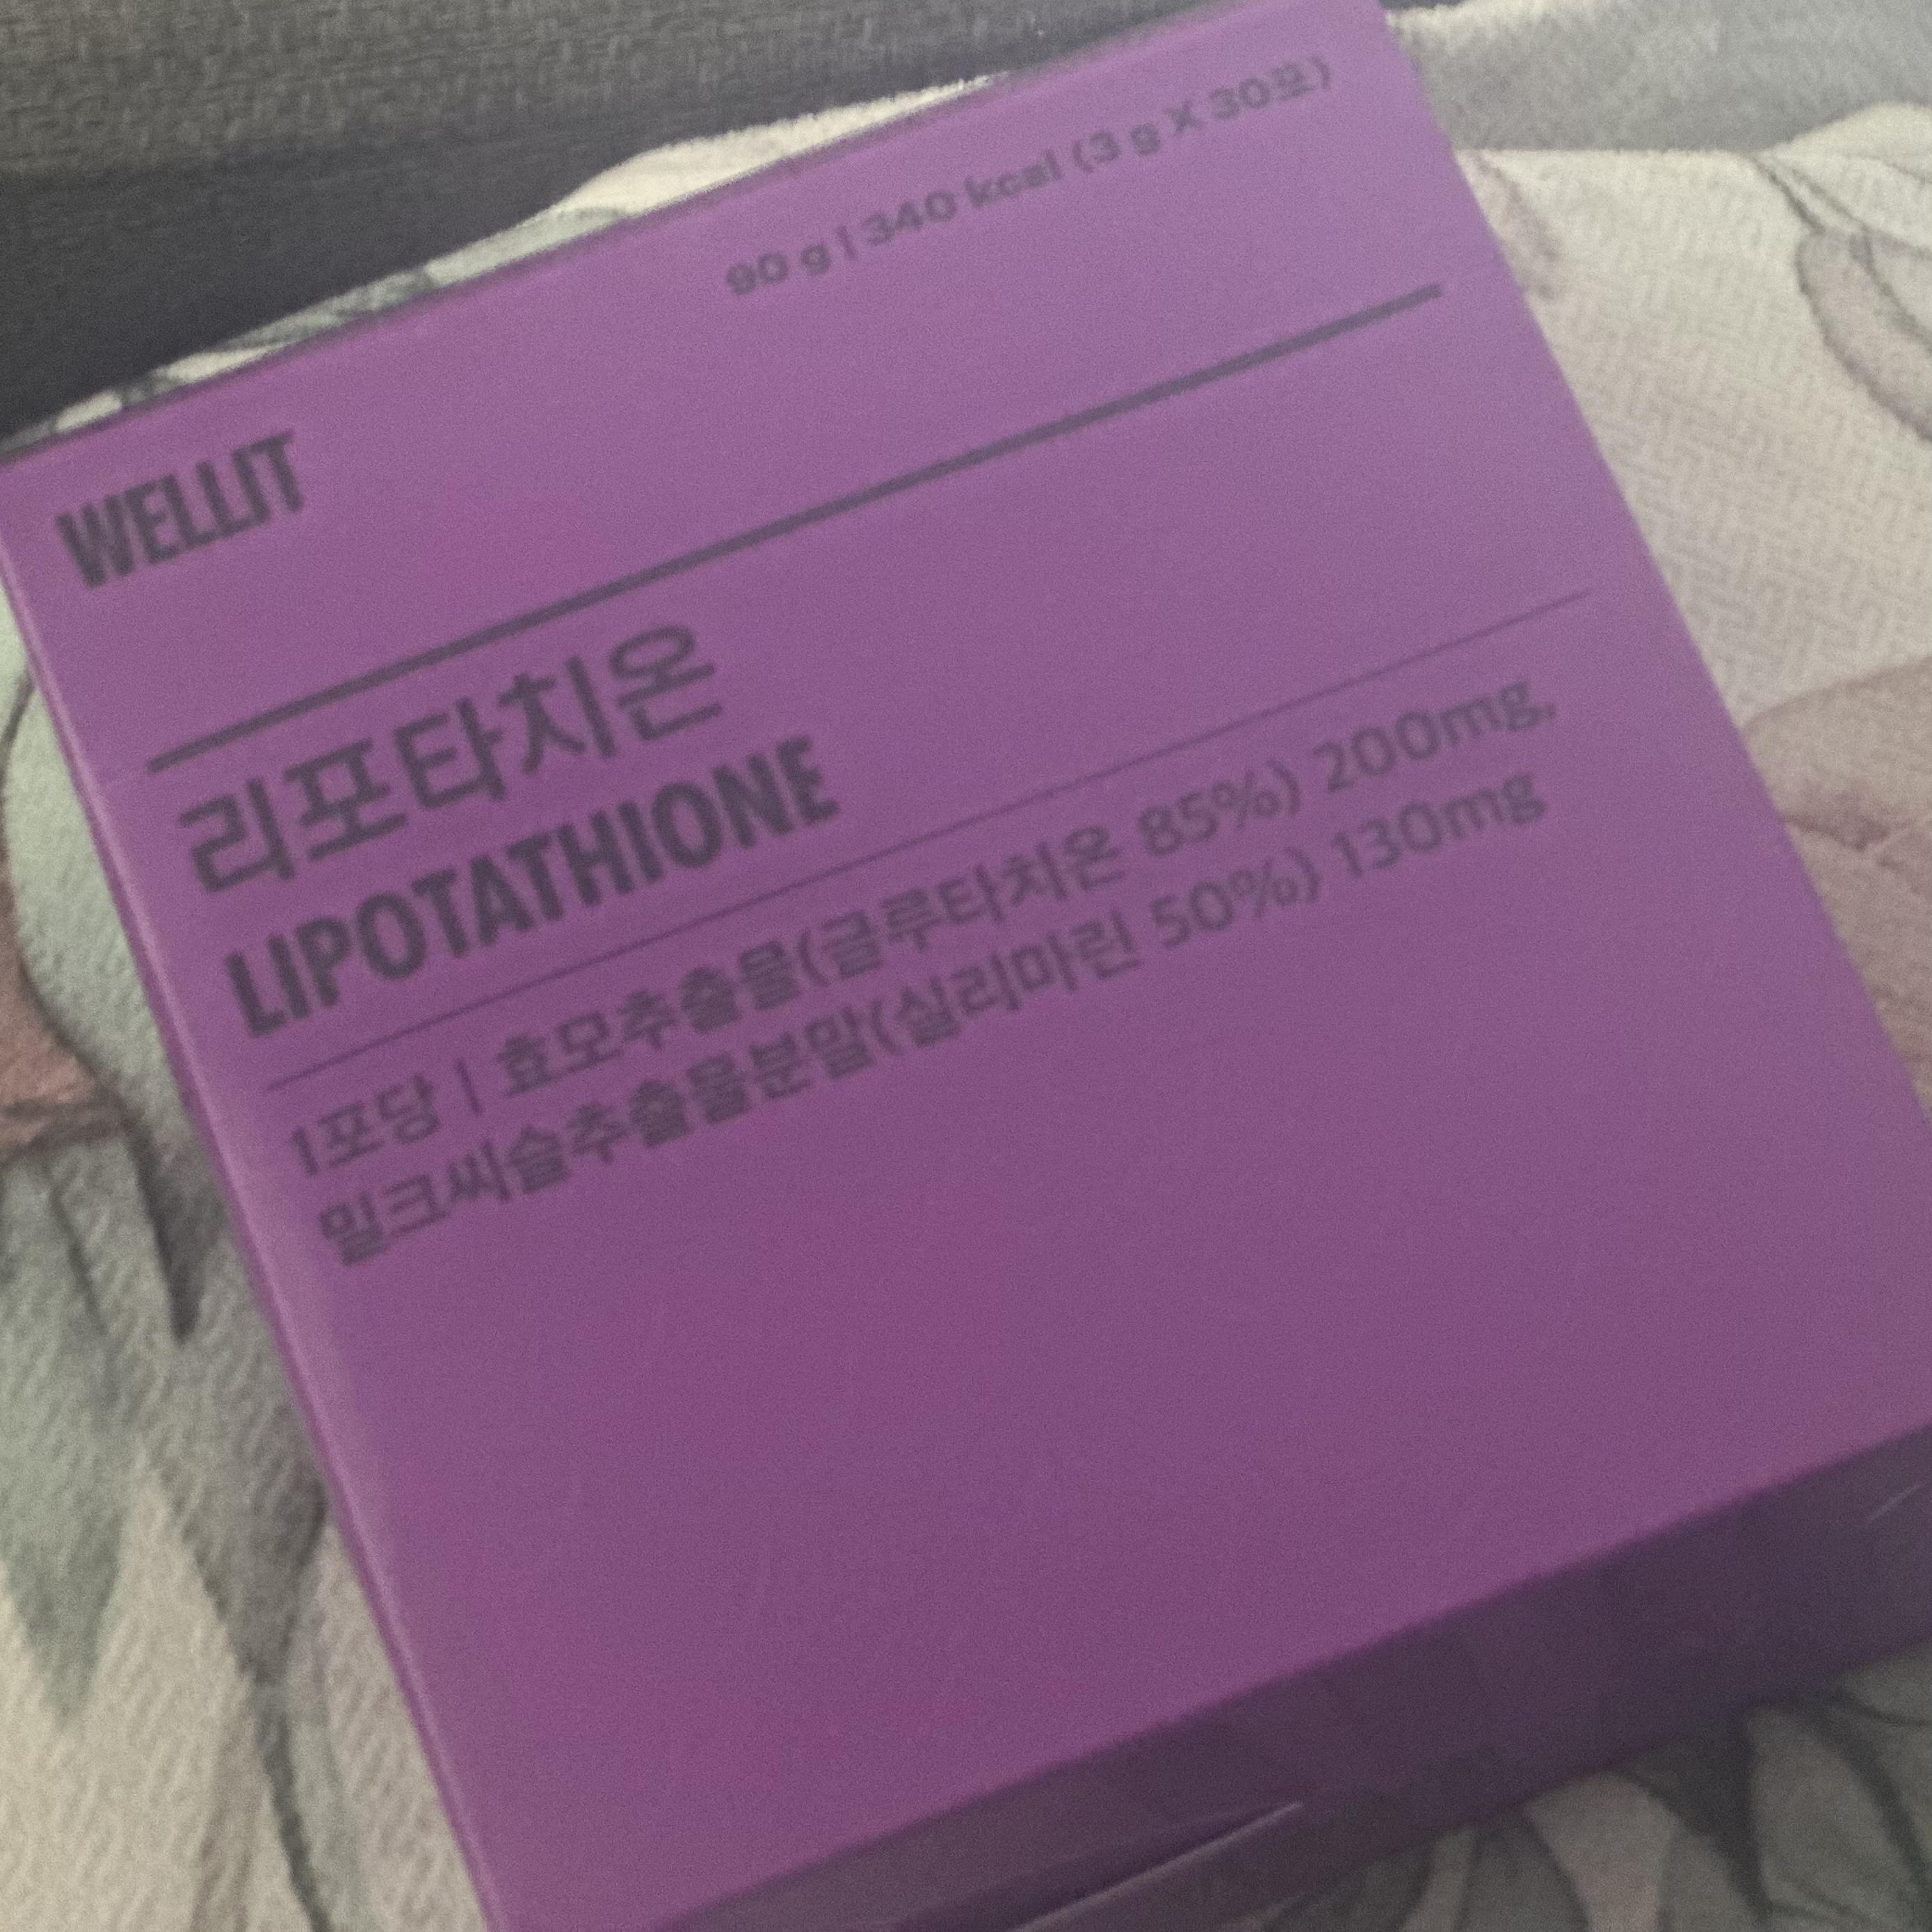 90 g | 340 kcal (3 g X 30포)
WELLIT
리포타치온
LIPOTATHIONE
1포당 | 효모추출물(글루타치온 85%) 200mg,
밀크씨슬추출물분말(실리마린 50%) 130mg